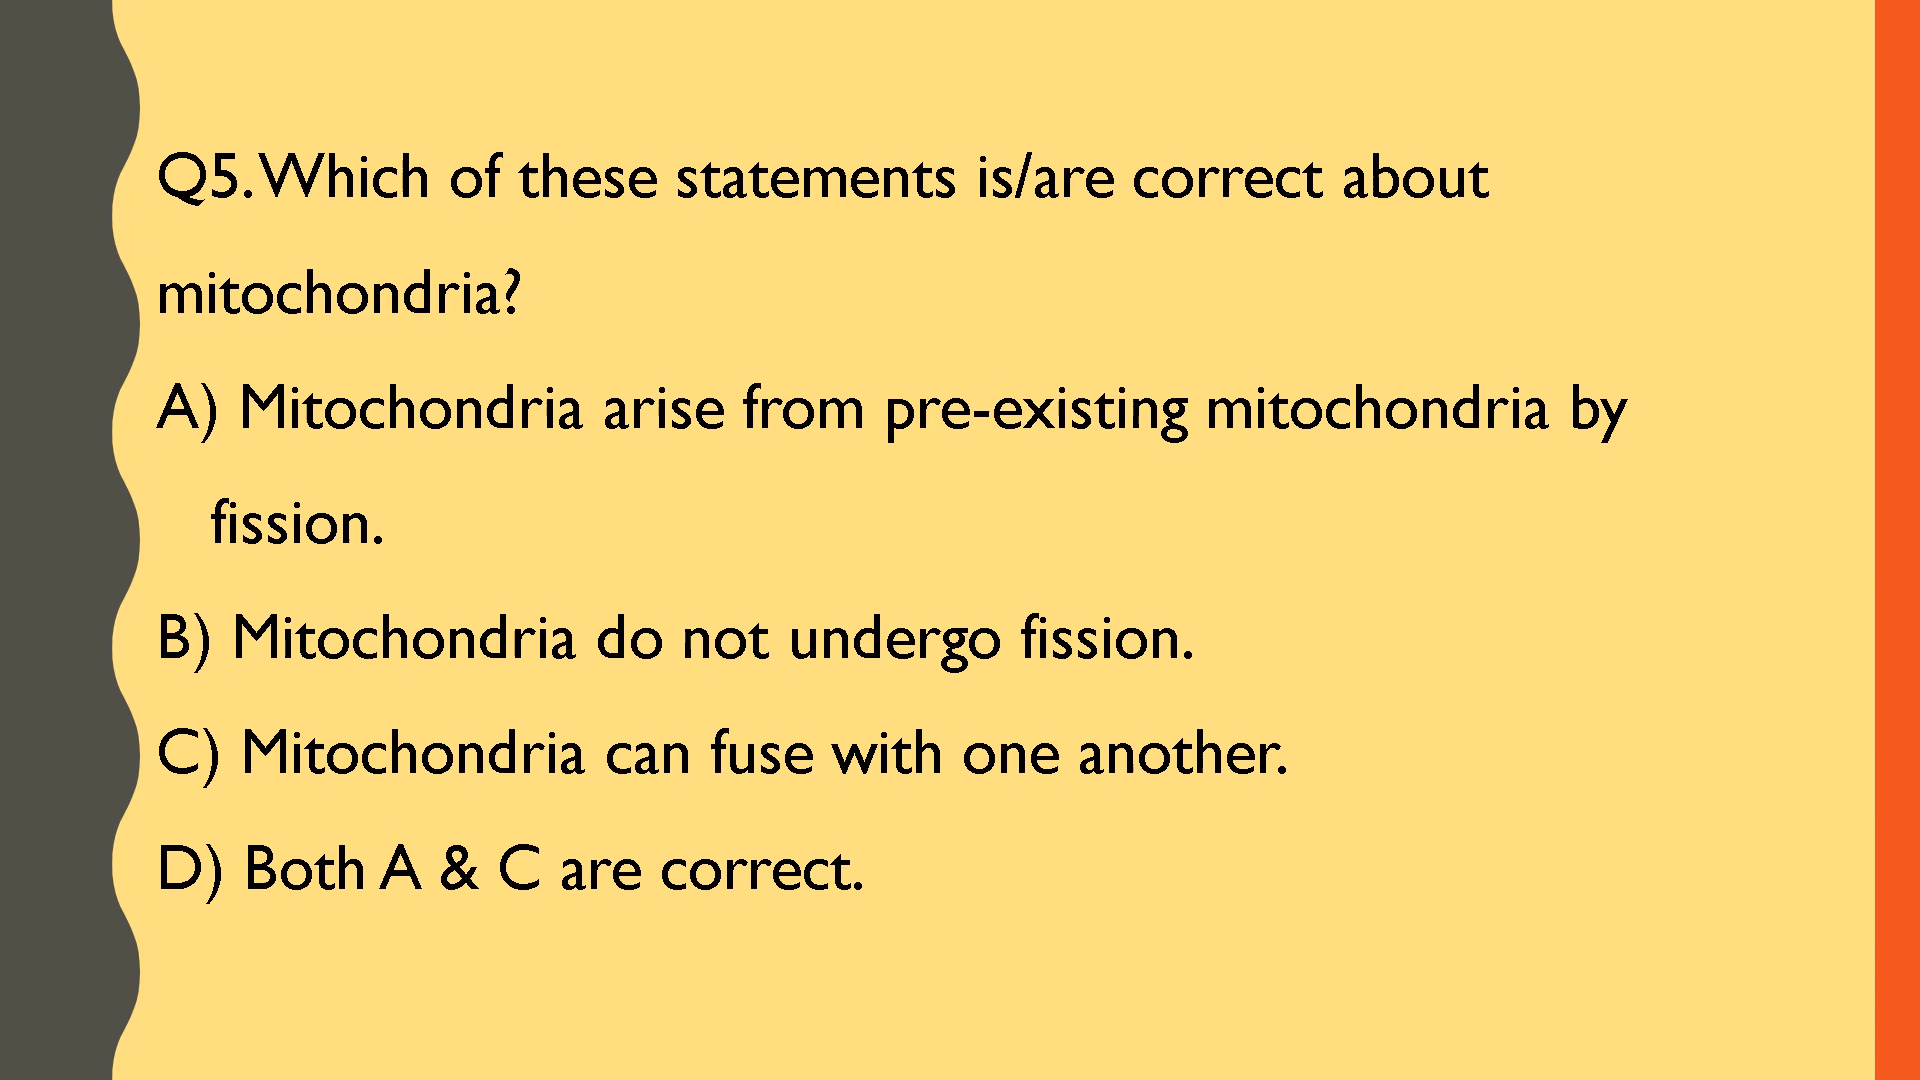 Q5. Which of these statements is/are correct about
mitochondria?
A) Mitochondria arise from pre-existing mitochondria by
fission.
B) Mitochondria do not undergo fission.
C) Mitochondria can fuse with one another.
D) Both A & C are correct.